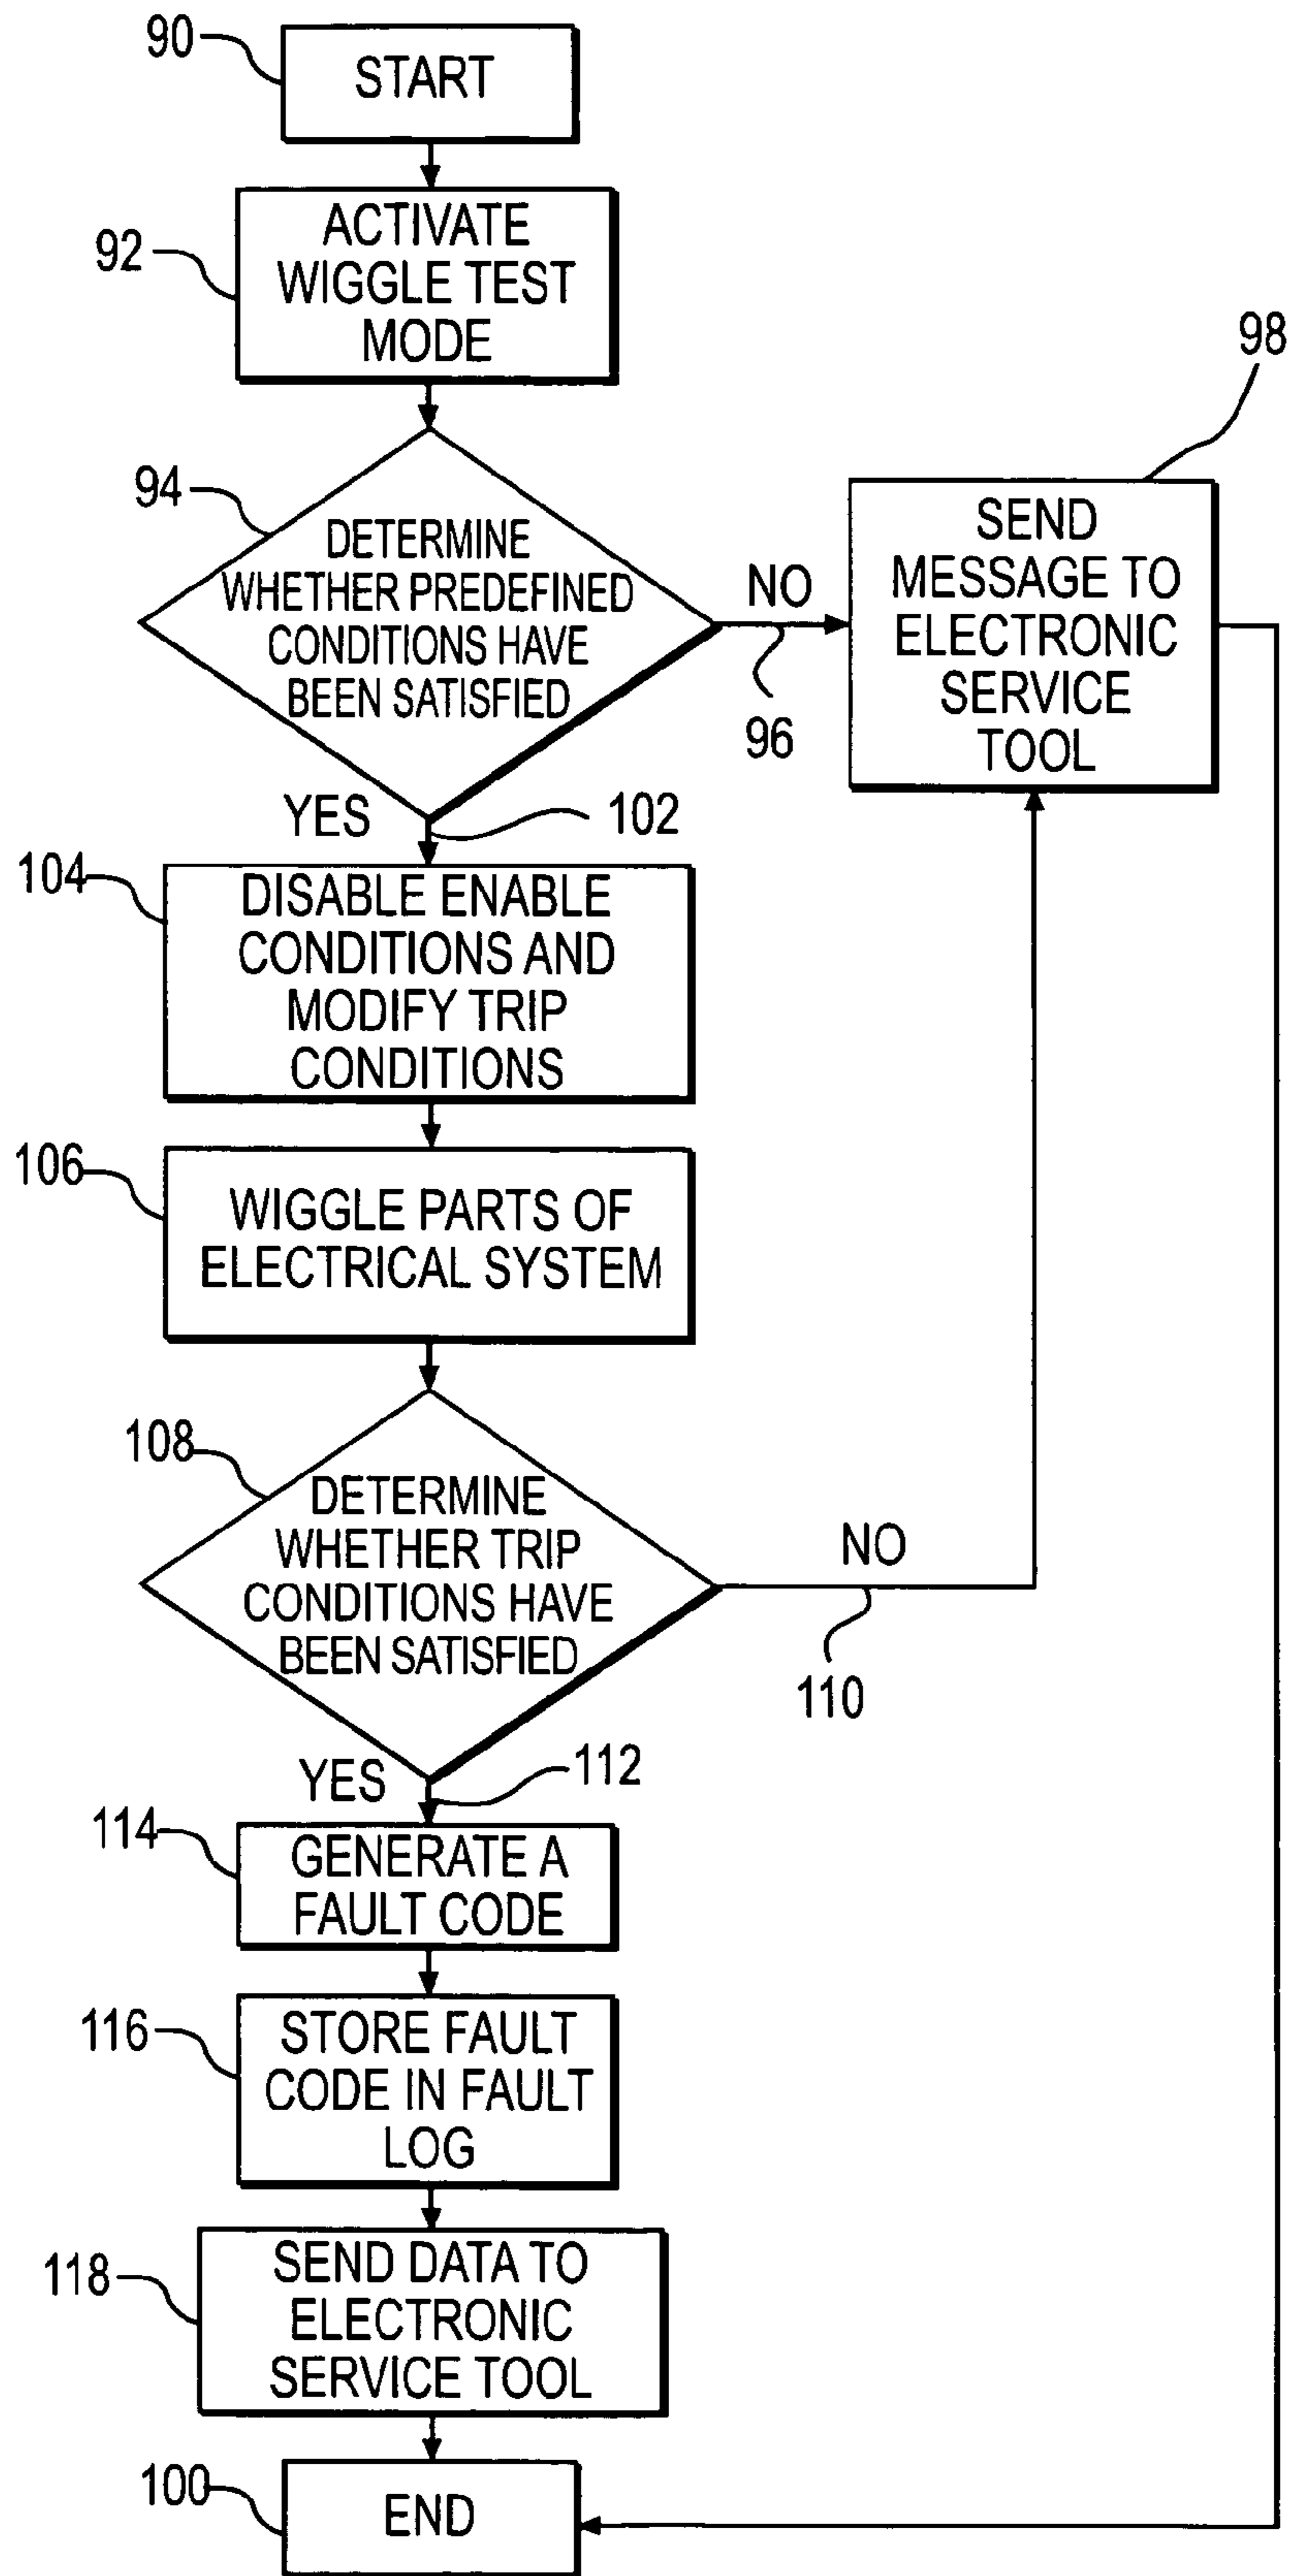 90
START
92
ACTIVATE
WIGGLE TEST
MODE
94
DETERMINE
WHETHER PREDEFINED
CONDITIONS HAVE
BEEN SATISFIED
NO
96
98
SEND
MESSAGE TO
ELECTRONIC
SERVICE
TOOL
YES
102
104
DISABLE ENABLE
CONDITIONS AND
MODIFY TRIP
CONDITIONS
106
WIGGLE PARTS OF
ELECTRICAL SYSTEM
108
DETERMINE
WHETHER TRIP
CONDITIONS HAVE
BEEN SATISFIED
NO
110
YES
112
114
GENERATE A
FAULT CODE
116
STORE FAULT
CODE IN FAULT
LOG
118
SEND DATA TO
ELECTRONIC
SERVICE TOOL
100
END